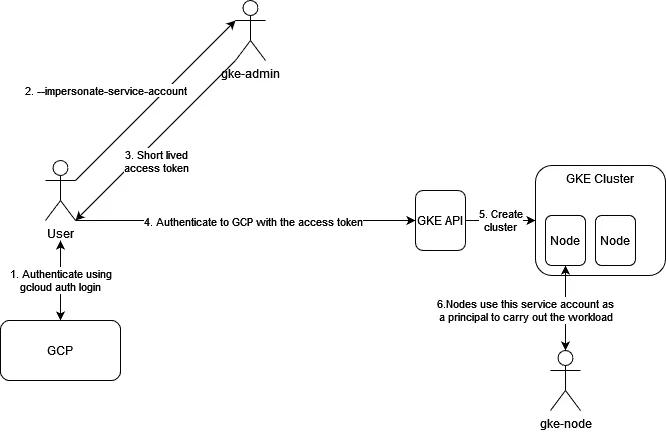 gke-admin
2. --impersonate-service-account
3. Short lived
access token
User
4. Authenticate to GCP with the access token
GKE API
5. Create
cluster
GKE Cluster
Node
Node
1. Authenticate using
gcloud auth login
GCP
6.Nodes use this service account as
a principal to carry out the workload
gke-node